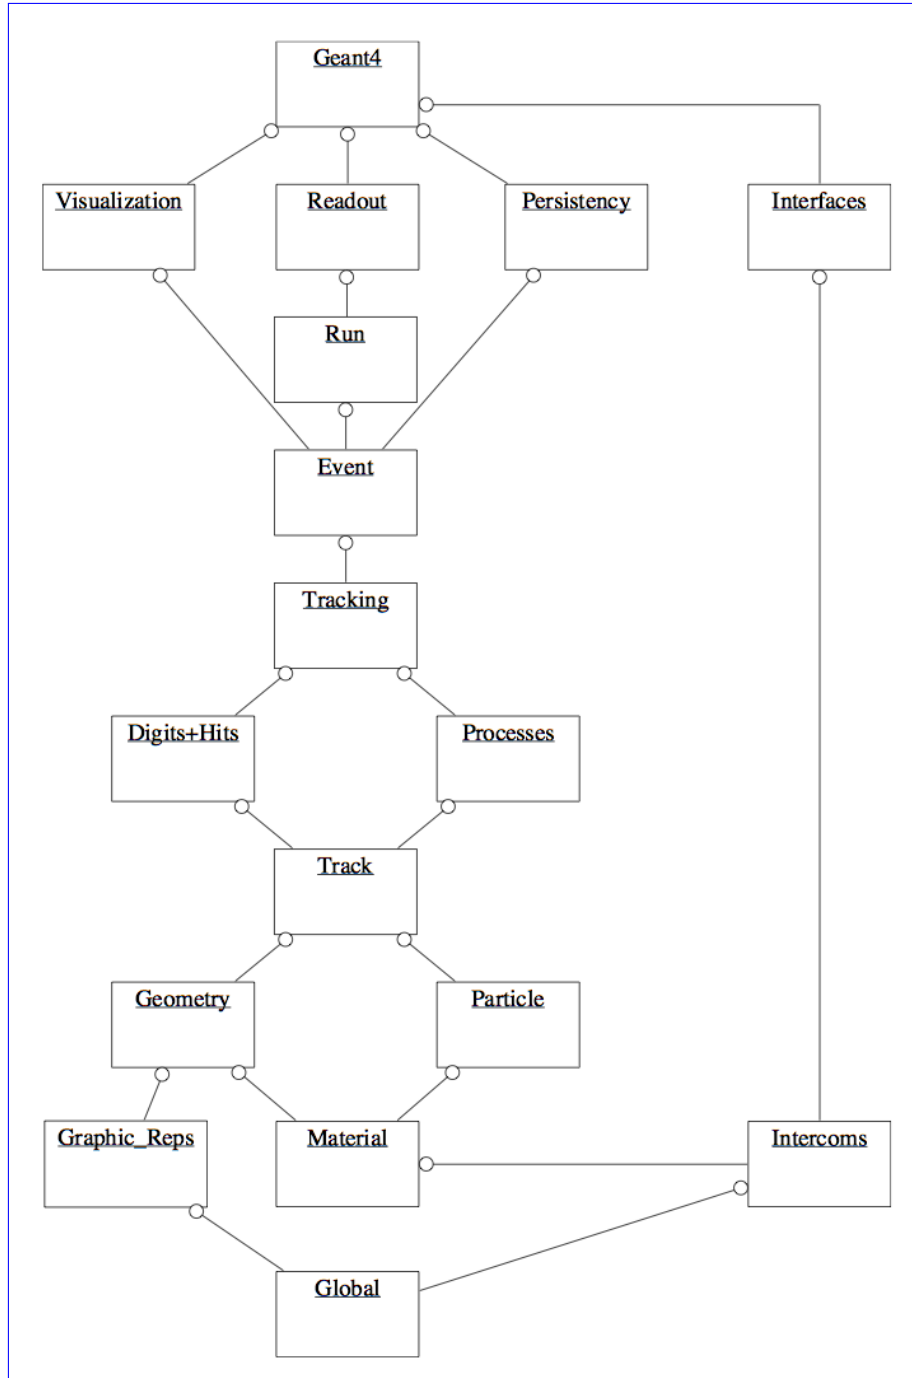 Geant4
Visualization
Readout
Persistency
Interfaces
Run
Event
Tracking
Digits+Hits
Processes
Track
Geometry
Particle
Graphic_Reps
Material
Intercoms
Global